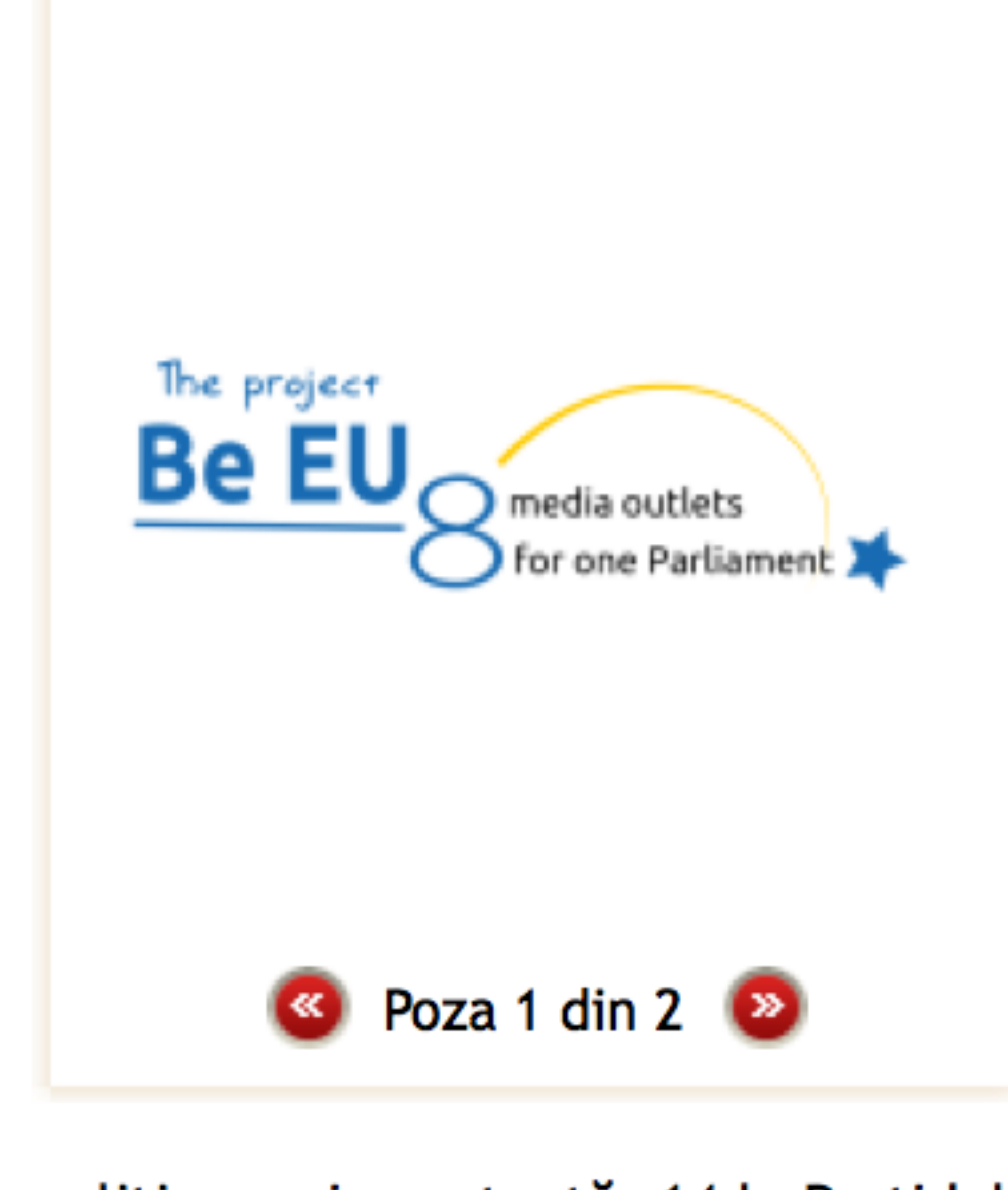 The project
Be EU
8 media outlets
for one Parliament
« Poza 1 din 2 »